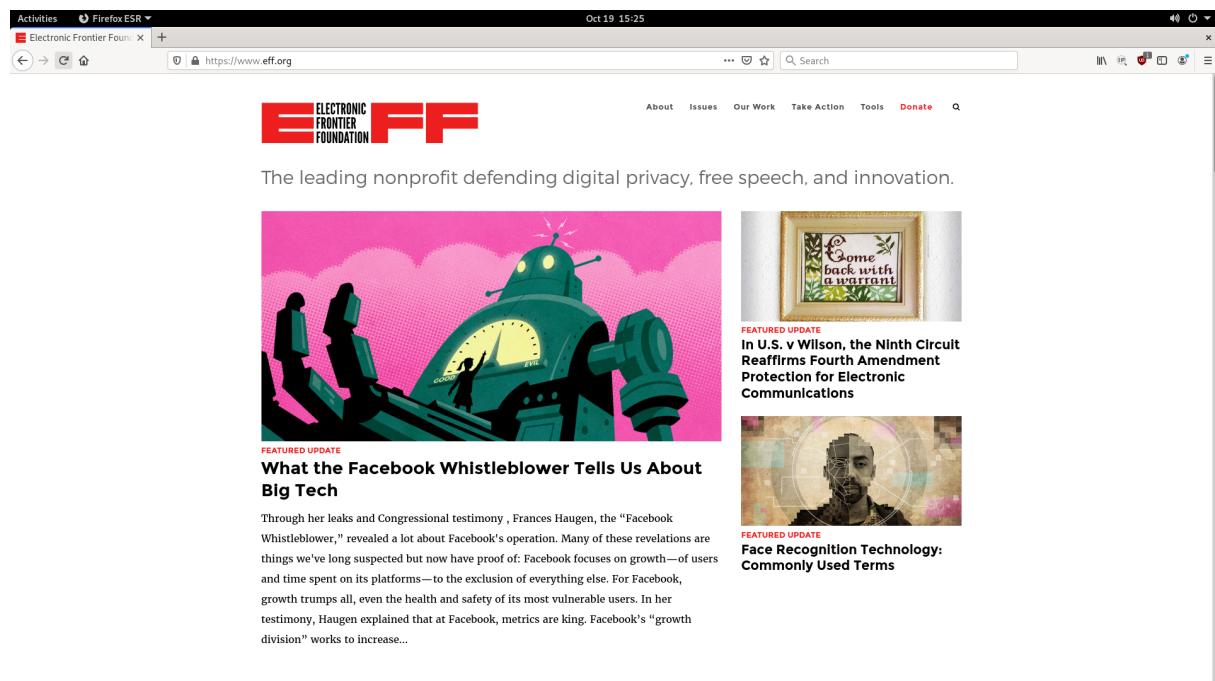 Activities Firefox ESR Oct 19 15:25
Electronic Frontier Foun
https://www.eff.org Search
ELECTRONIC
FRONTIER
FOUNDATION
EFF
About Issues Our Work Take Action Tools Donate
The leading nonprofit defending digital privacy, free speech, and innovation.
GOOD EVIL
FEATURED UPDATE
What the Facebook Whistleblower Tells Us About
Big Tech
Through her leaks and Congressional testimony , Frances Haugen, the “Facebook
Whistleblower,” revealed a lot about Facebook's operation. Many of these revelations are
things we've long suspected but now have proof of: Facebook focuses on growth—of users
and time spent on its platforms—to the exclusion of everything else. For Facebook,
growth trumps all, even the health and safety of its most vulnerable users. In her
testimony, Haugen explained that at Facebook, metrics are king. Facebook’s “growth
division” works to increase...
Come
back with
a warrant
FEATURED UPDATE
In U.S. v Wilson, the Ninth Circuit
Reaffirms Fourth Amendment
Protection for Electronic
Communications
FEATURED UPDATE
Face Recognition Technology:
Commonly Used Terms